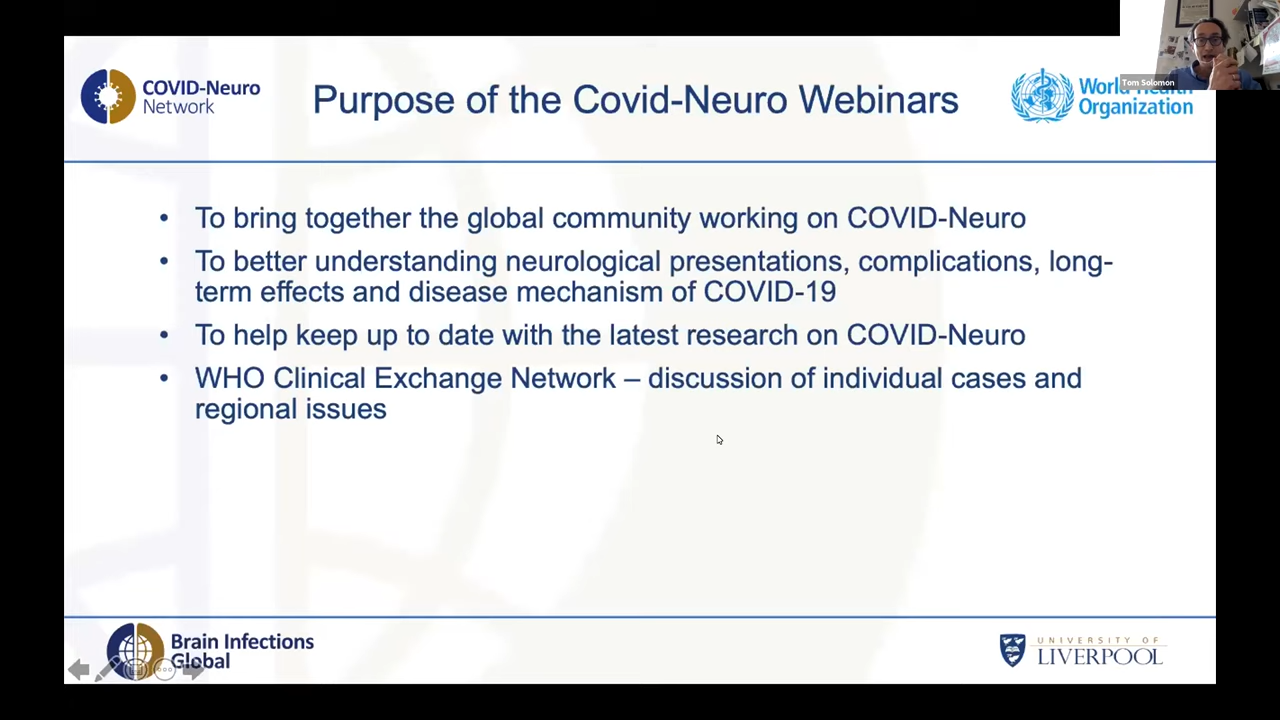 COVID-Neuro
Network
Purpose of the Covid-Neuro Webinars
World Health
Organization
Tom Solomon
• To bring together the global community working on COVID-Neuro
• To better understanding neurological presentations, complications, long-
term effects and disease mechanism of COVID-19
• To help keep up to date with the latest research on COVID-Neuro
• WHO Clinical Exchange Network – discussion of individual cases and
regional issues
Brain Infections
Global
UNIVERSITY OF
LIVERPOOL